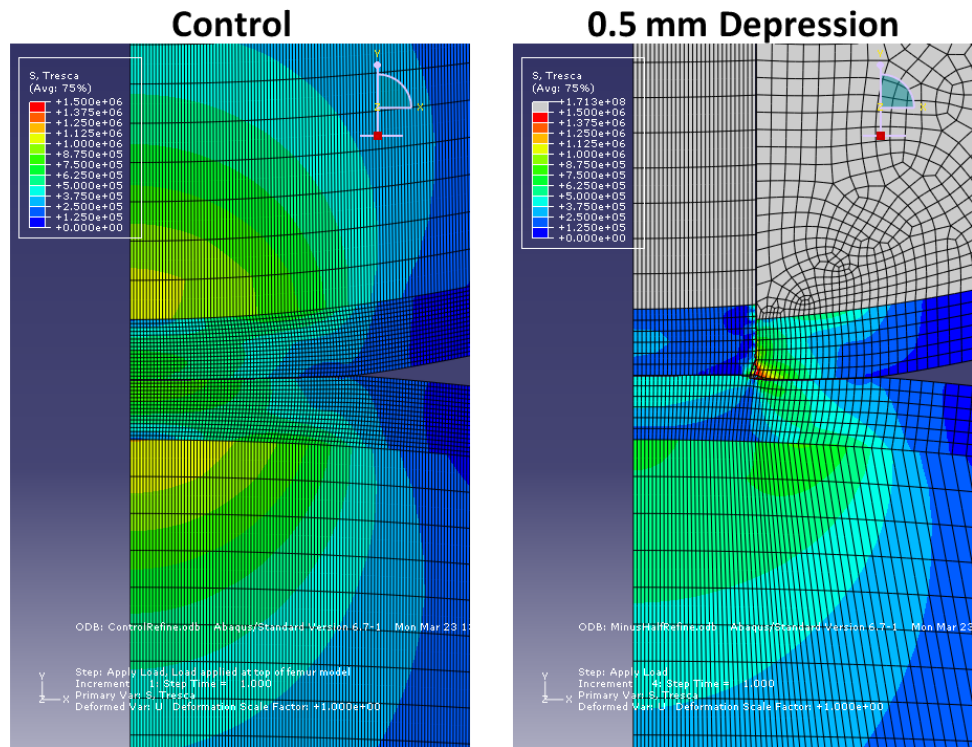 Control
0.5 mm Depression
S, Tresca
(Avg: 75%)
+1.500e+06
+1.375e+06
+1.250e+06
+1.125e+06
+1.000e+06
+8.750e+05
+7.500e+05
+6.250e+05
+5.000e+05
+3.750e+05
+2.500e+05
+1.250e+05
+0.000e+00
Y
X
Z
ODB: ControlRefine.odb Abaqus/Standard Version 6.7-1 Mon Mar 23 13
Y
Z X
Step: Apply Load, Load applied at top of femur model
Increment 1: Step Time = 1.000
Primary Var: S, Tresca
Deformed Var: U Deformation Scale Factor: +1.000e+00
S, Tresca
(Avg: 75%)
+1.713e+08
+1.500e+06
+1.375e+06
+1.250e+06
+1.125e+06
+1.000e+06
+8.750e+05
+7.500e+05
+6.250e+05
+5.000e+05
+3.750e+05
+2.500e+05
+1.250e+05
+0.000e+00
Y
X
Z
ODB: MinusHalfRefine.odb Abaqus/Standard Version 6.7-1 Mon Mar 2
Y
Z X
Step: Apply Load
Increment 4: Step Time = 1.000
Primary Var: S, Tresca
Deformed Var: U Deformation Scale Factor: +1.000e+00